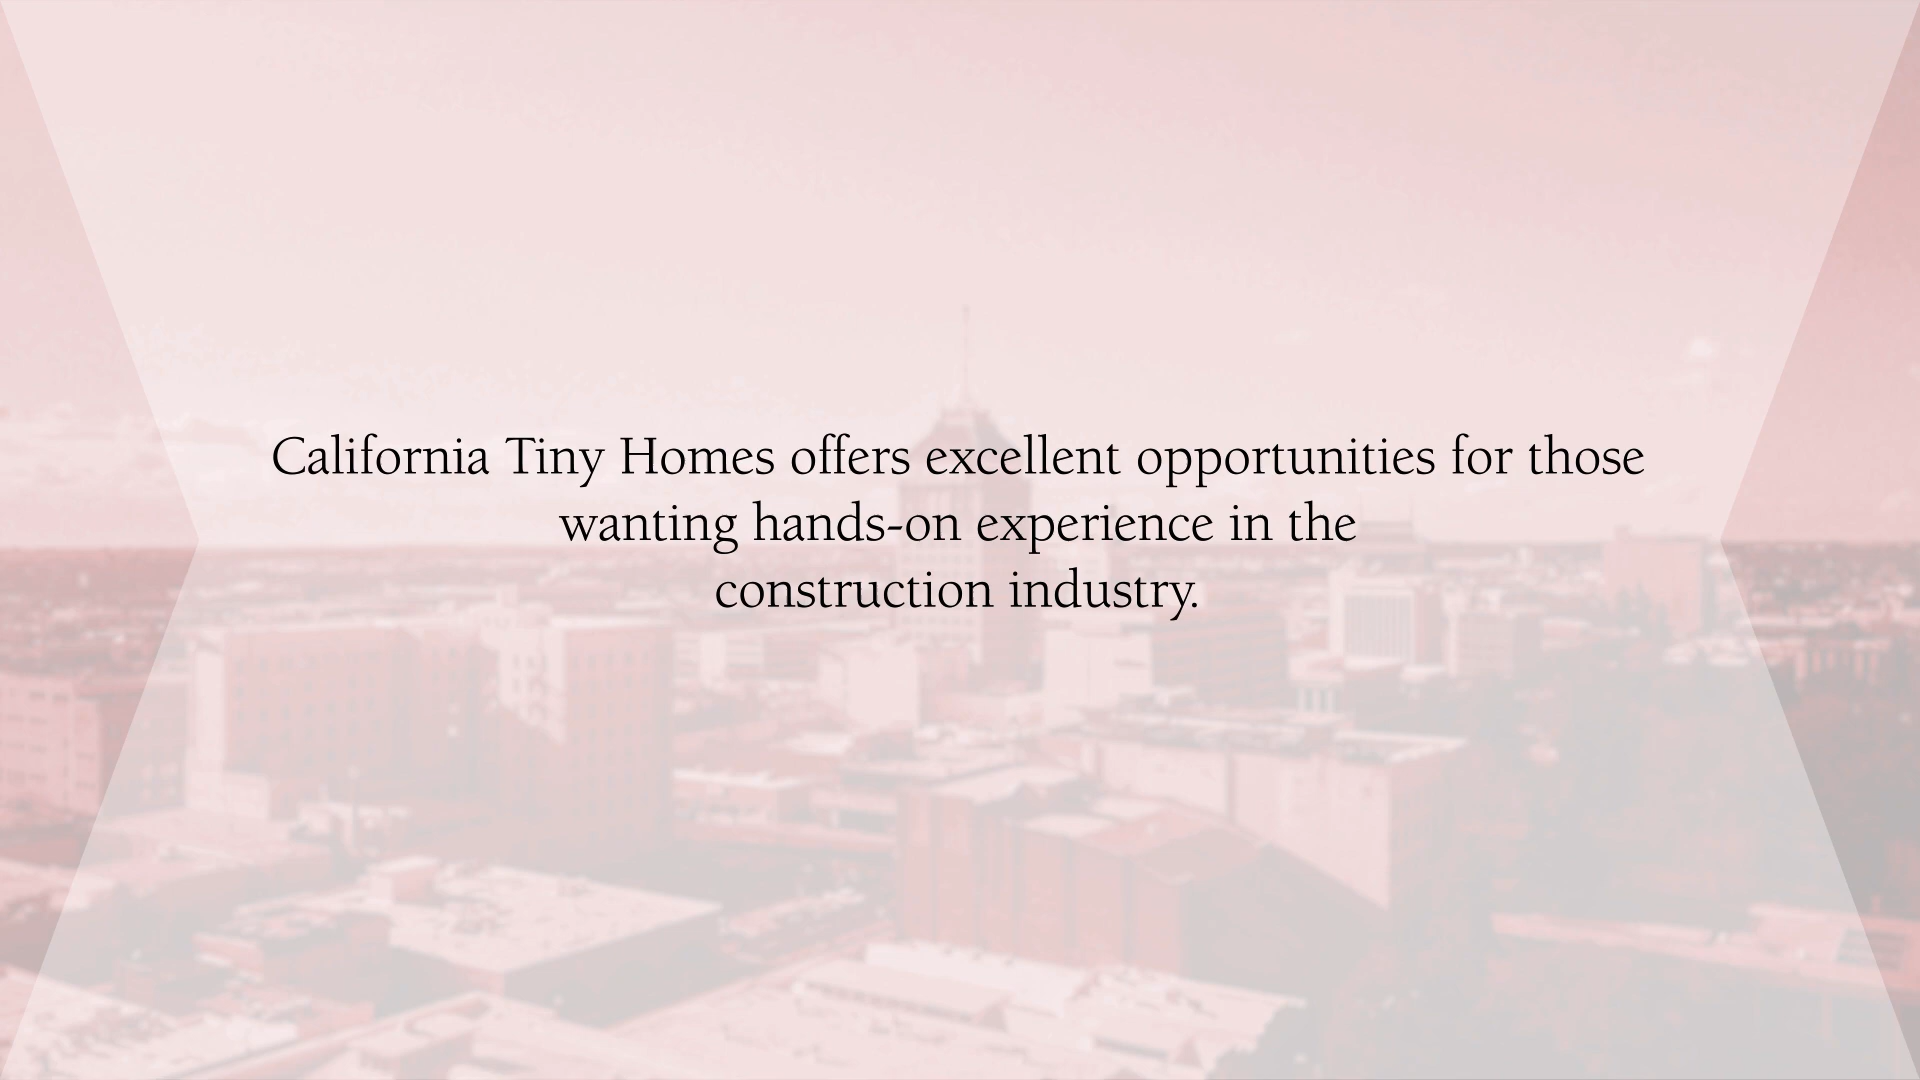 California Tiny Homes offers excellent opportunities for those
wanting hands-on experience in the
construction industry.